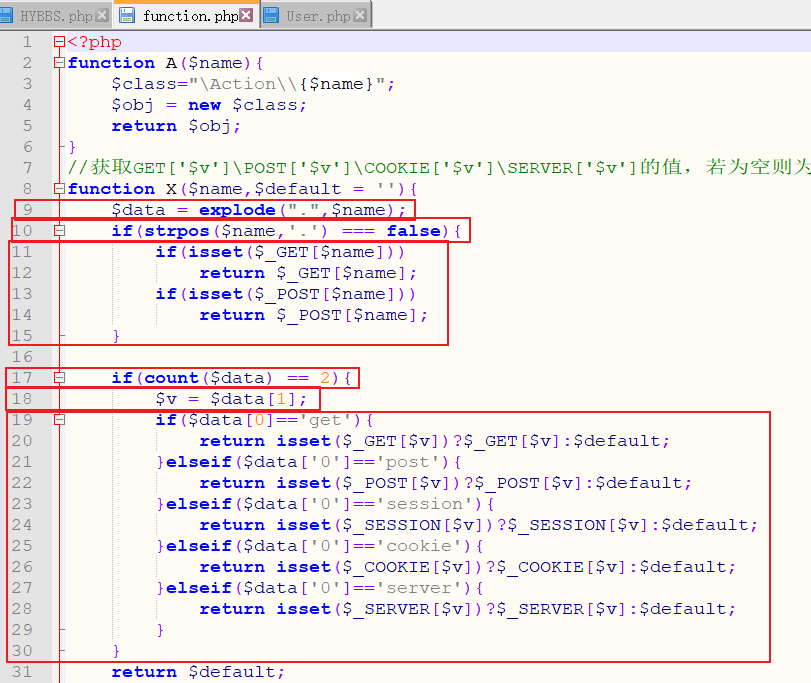 HYBBS.php function.php User.php
1 <?php
2 function A($name){
3 $class="\Action\\{$name}";
4 $obj = new $class;
5 return $obj;
6 }
7 //获取GET['$v']\POST['$v']\COOKIE['$v']\SERVER['$v']的值，若为空则为
8 function X($name,$default = ''){
9 $data = explode(".",$name);
10 if(strpos($name,'.') === false){
11 if(isset($_GET[$name]))
12 return $_GET[$name];
13 if(isset($_POST[$name]))
14 return $_POST[$name];
15 }
16
17 if(count($data) == 2){
18 $v = $data[1];
19 if($data[0]=='get'){
20 return isset($_GET[$v])?$_GET[$v]:$default;
21 }elseif($data['0']=='post'){
22 return isset($_POST[$v])?$_POST[$v]:$default;
23 }elseif($data['0']=='session'){
24 return isset($_SESSION[$v])?$_SESSION[$v]:$default;
25 }elseif($data['0']=='cookie'){
26 return isset($_COOKIE[$v])?$_COOKIE[$v]:$default;
27 }elseif($data['0']=='server'){
28 return isset($_SERVER[$v])?$_SERVER[$v]:$default;
29 }
30 }
31 return $default;